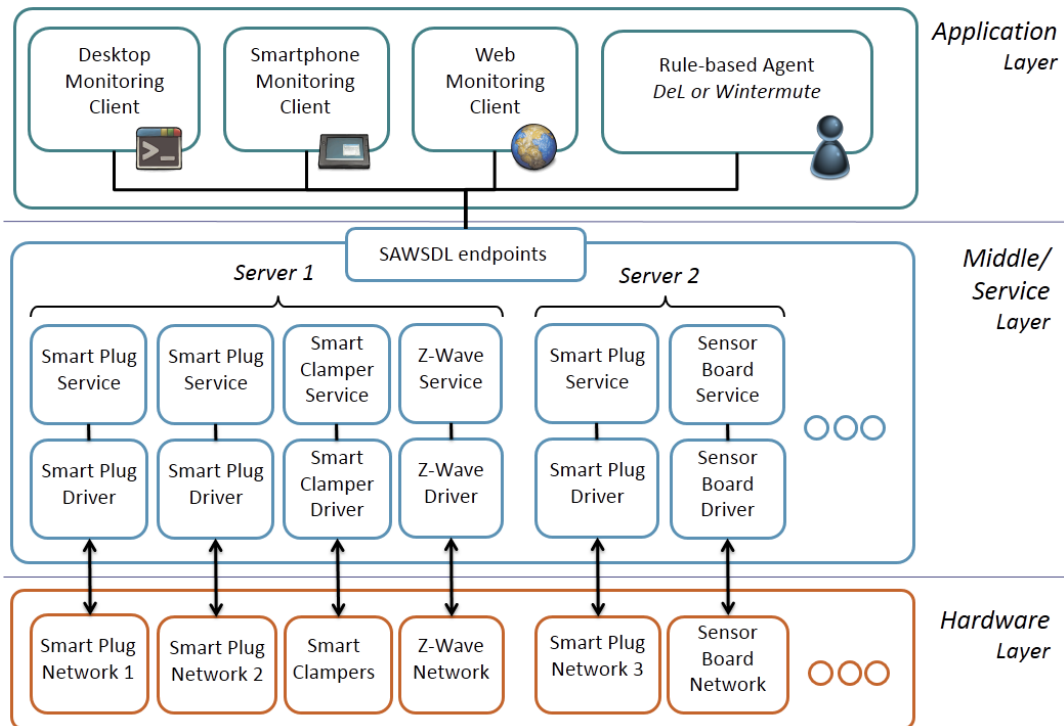 Application
Layer
Desktop
Monitoring
Client
Smartphone
Monitoring
Client
Web
Monitoring
Client
Rule-based Agent
DeL or Wintermute
SAWSDL endpoints
Middle/
Service
Layer
Server 1
Server 2
Smart Plug
Service
Smart Plug
Service
Smart
Clamper
Service
Z-Wave
Service
Smart Plug
Service
Sensor
Board
Service
Smart Plug
Driver
Smart Plug
Driver
Smart
Clamper
Driver
Z-Wave
Driver
Smart Plug
Driver
Sensor
Board
Driver
Hardware
Layer
Smart Plug
Network 1
Smart Plug
Network 2
Smart
Clampers
Z-Wave
Network
Smart Plug
Network 3
Sensor
Board
Network